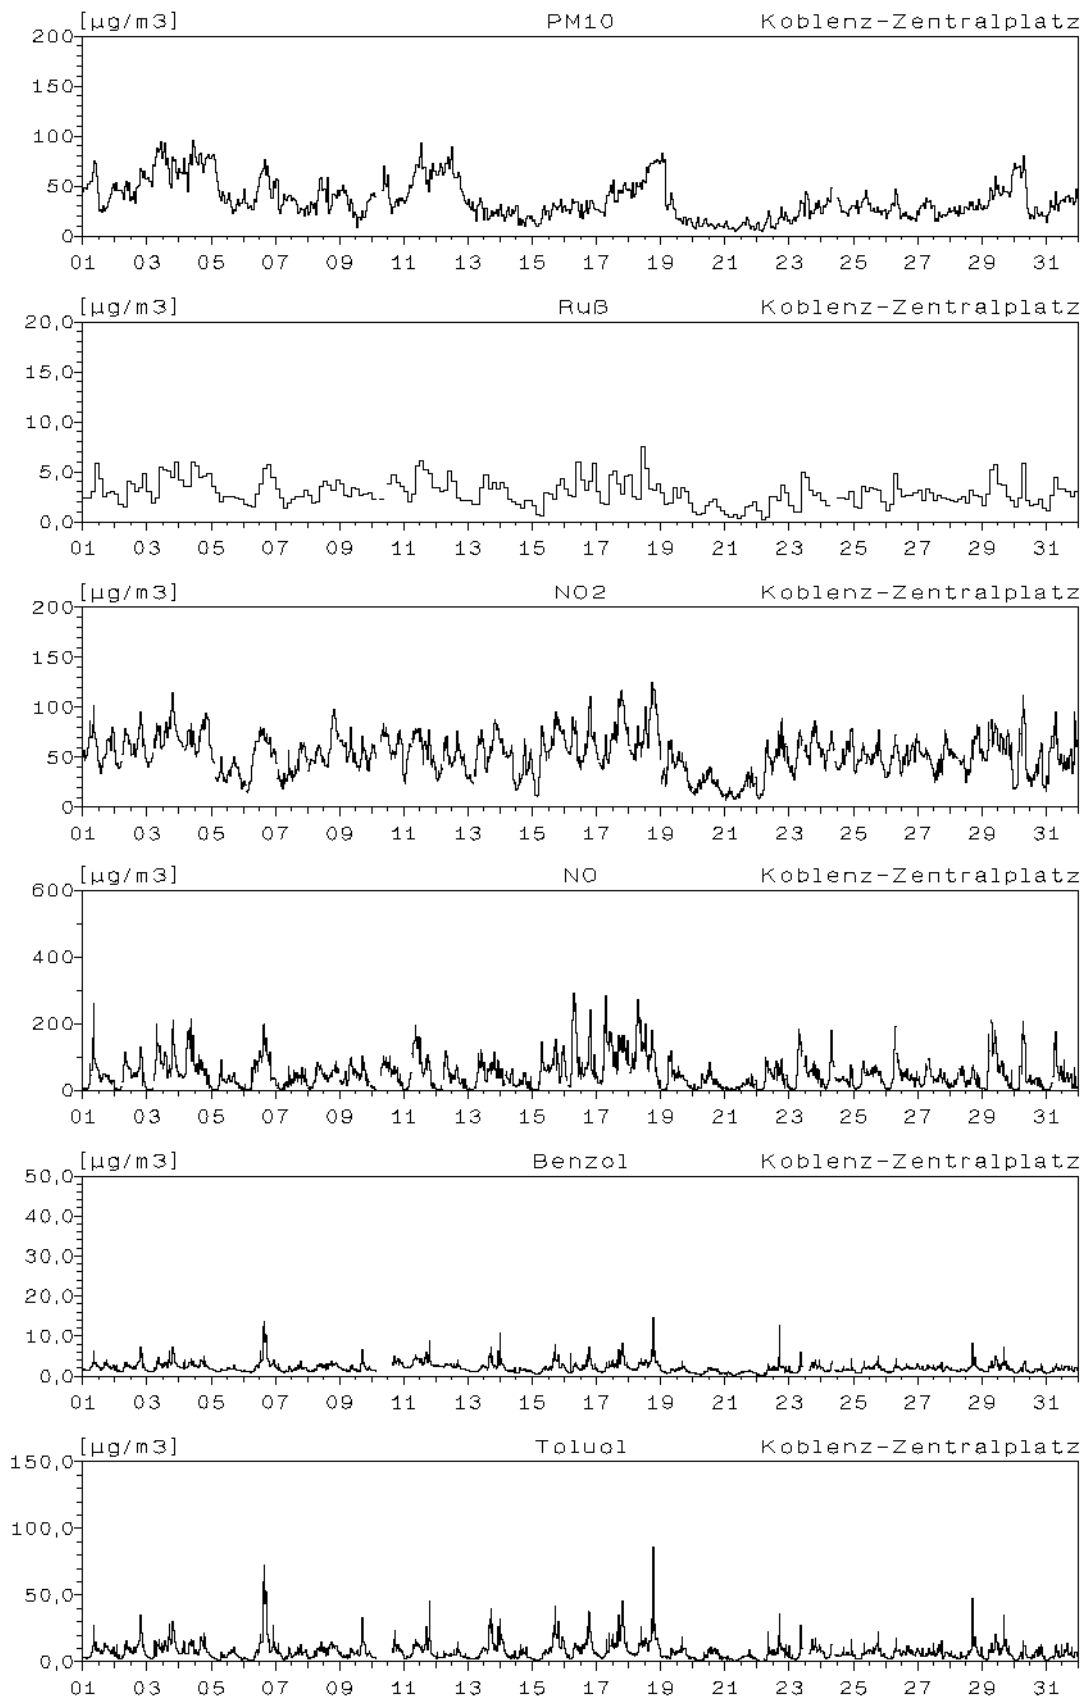 [µg/m3] PM10 Koblenz-Zentralplatz
200
150
100
50
0
01 03 05 07 09 11 13 15 17 19 21 23 25 27 29 31
[µg/m3] Ruß Koblenz-Zentralplatz
20,0
15,0
10,0
5,0
0,0
01 03 05 07 09 11 13 15 17 19 21 23 25 27 29 31
[µg/m3] NO2 Koblenz-Zentralplatz
200
150
100
50
0
01 03 05 07 09 11 13 15 17 19 21 23 25 27 29 31
[µg/m3] NO Koblenz-Zentralplatz
600
400
200
0
01 03 05 07 09 11 13 15 17 19 21 23 25 27 29 31
[µg/m3] Benzol Koblenz-Zentralplatz
50,0
40,0
30,0
20,0
10,0
0,0
01 03 05 07 09 11 13 15 17 19 21 23 25 27 29 31
[µg/m3] Toluol Koblenz-Zentralplatz
150,0
100,0
50,0
0,0
01 03 05 07 09 11 13 15 17 19 21 23 25 27 29 31